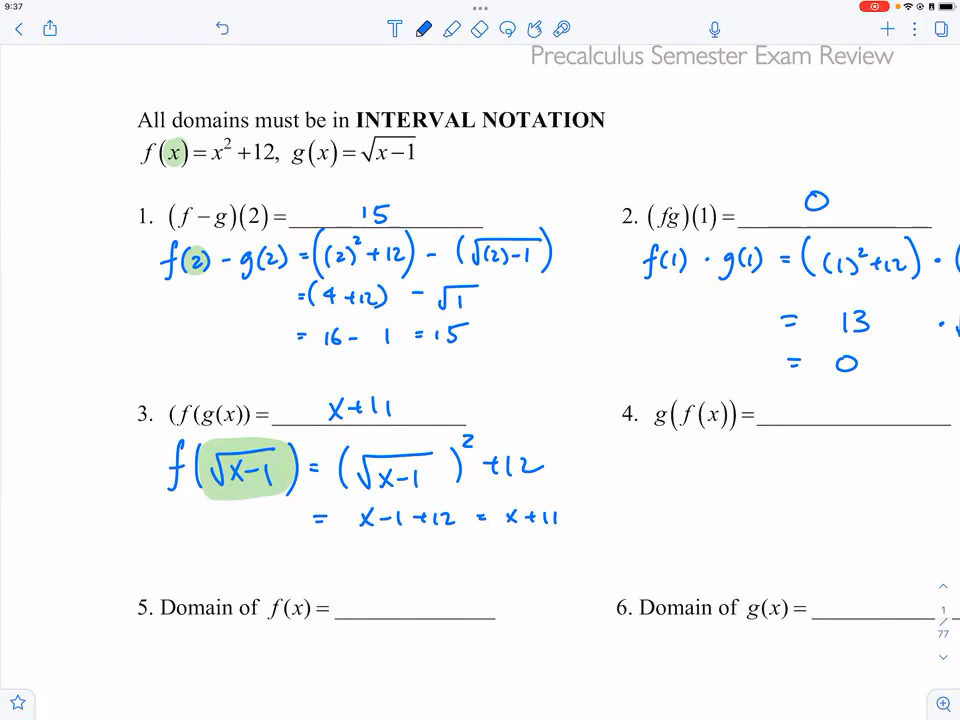 9:37
Precalculus Semester Exam Review
All domains must be in INTERVAL NOTATION
f(x) = x² + 12, g(x) = √(x−1)
1. (f − g)(2) = 15
f(2) − g(2) = ((2)² + 12) − (√(2)−1)
= (4 + 12) − √1
= 16 − 1 = 15
2. (fg)(1) = 0
f(1) · g(1) = ((1)² + 12) · (
= 13 · √
= 0
3. (f(g(x)) = x + 11
f(√x−1) = (√x−1)² + 12
= x − 1 + 12 = x + 11
4. g(f(x)) =
5. Domain of f(x) =
6. Domain of g(x) =
1
/
77